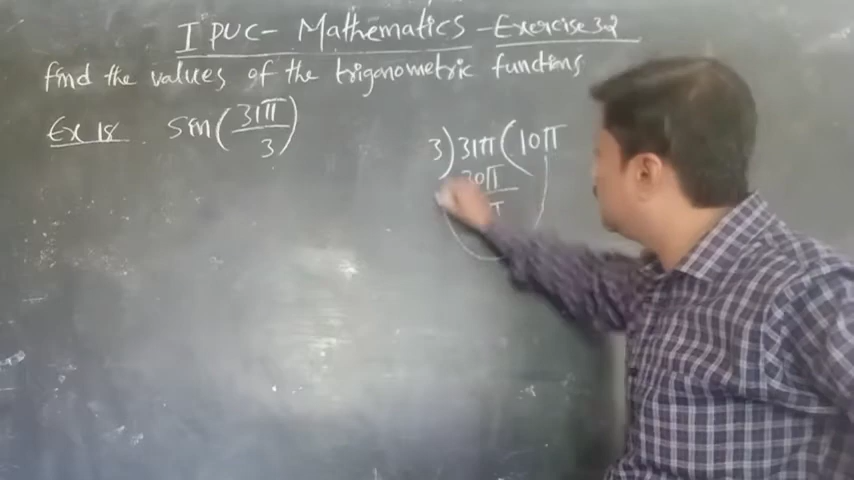 I PUC - Mathematics - Exercise 3.2
find the values of the trigonometric functions
Ex 18. sin(31π/3)
3) 31π (10π
30π
π